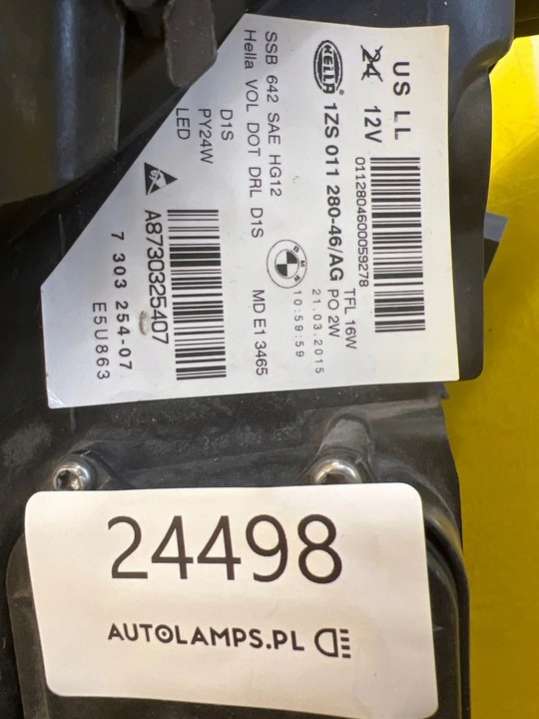 US LL
24 12V
0112804600059278
HELLA 1ZS 011 280-46/AG
TFL 16W
PO 2W
21.03.2015
10:59:59
SSB 642 SAE HG12
Hella VOL DOT DRL D1S
MD E1 3465
D1S
PY24W
LED
A8730325407
7 303 254-07
E5U863
24498
AUTOLAMPS.PL